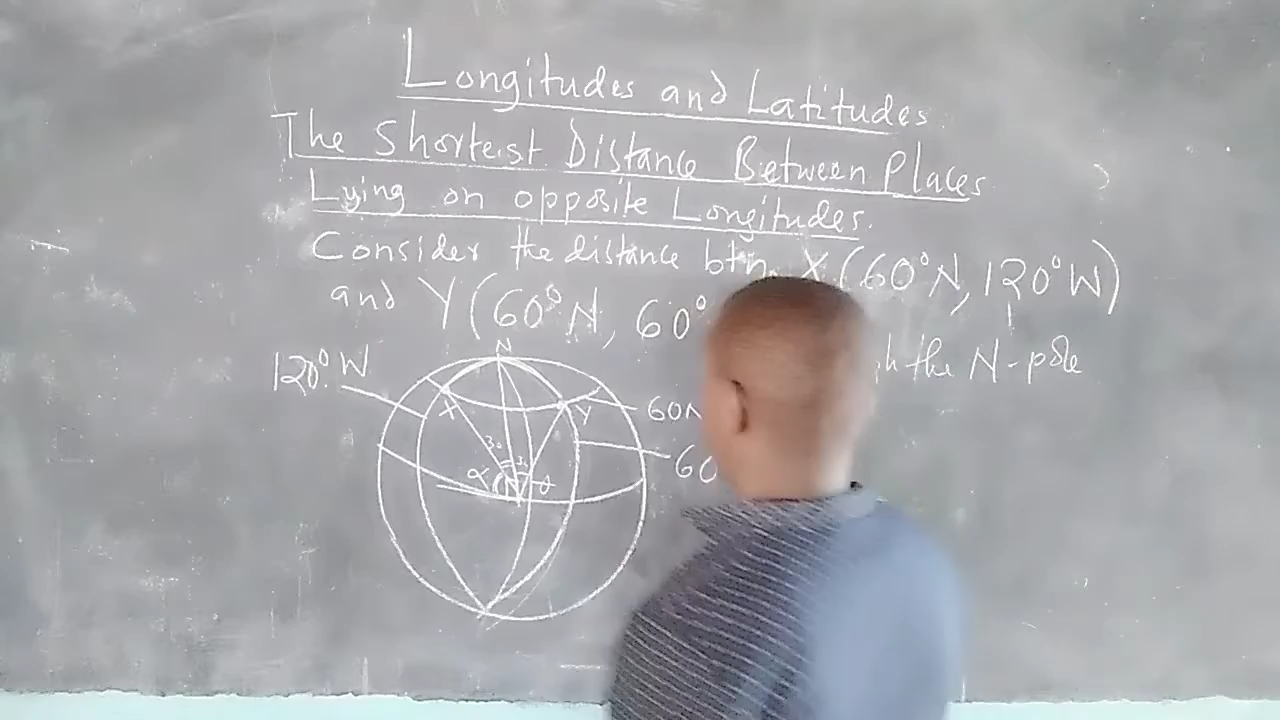 Longitudes and Latitudes
The Shortest Distance Between Places
Lying on opposite Longitudes.
Consider the distance btn. X (60°N, 120°W)
and Y (60°N, 60° the N-pole
N
120°W
X
Y
60N
30
60
α
θ